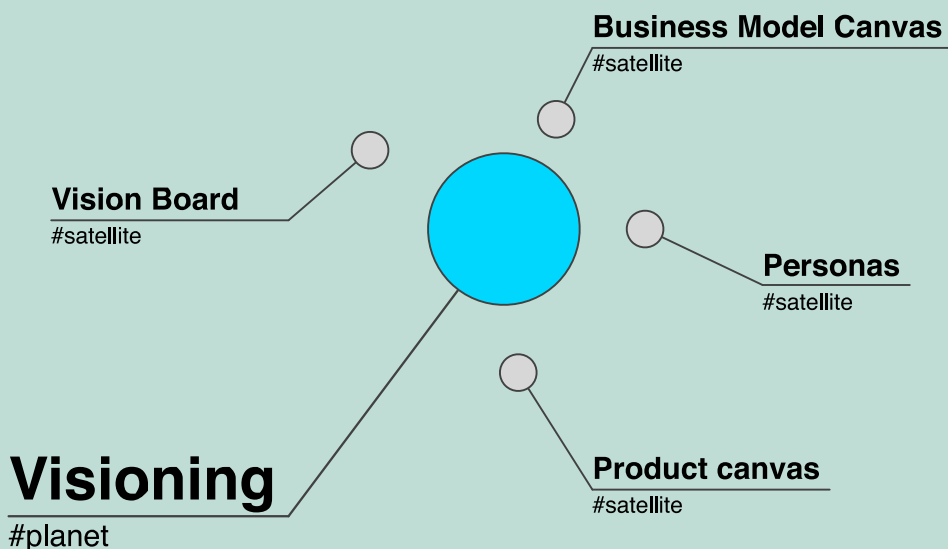 Business Model Canvas
#satellite
Vision Board
#satellite
Personas
#satellite
Product canvas
#satellite
Visioning
#planet